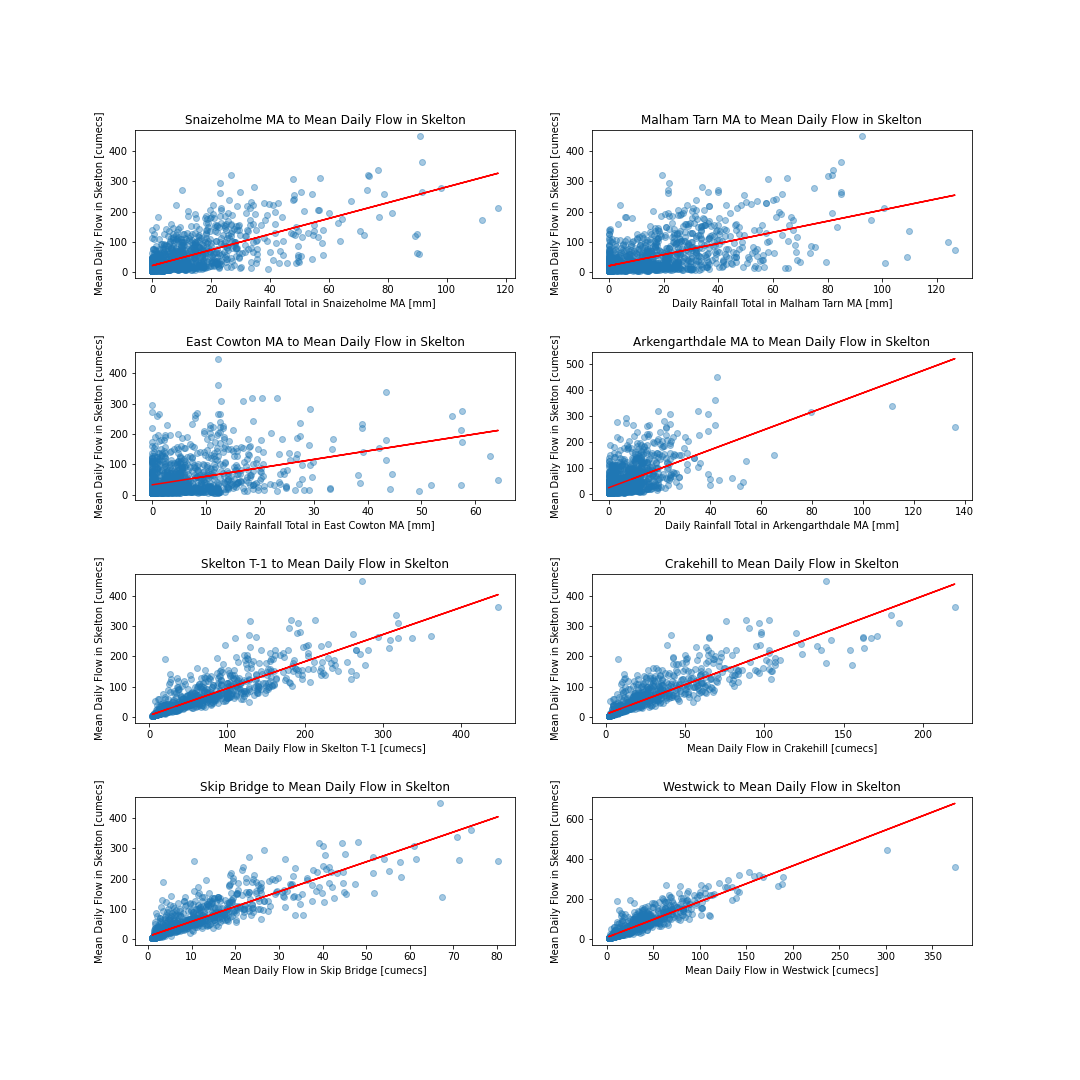 Snaizeholme MA to Mean Daily Flow in Skelton
Mean Daily Flow in Skelton [cumecs]
400
300
200
100
0
0 20 40 60 80 100 120
Daily Rainfall Total in Snaizeholme MA [mm]
Malham Tarn MA to Mean Daily Flow in Skelton
Mean Daily Flow in Skelton [cumecs]
400
300
200
100
0
0 20 40 60 80 100 120
Daily Rainfall Total in Malham Tarn MA [mm]
East Cowton MA to Mean Daily Flow in Skelton
Mean Daily Flow in Skelton [cumecs]
400
300
200
100
0
0 10 20 30 40 50 60
Daily Rainfall Total in East Cowton MA [mm]
Arkengarthdale MA to Mean Daily Flow in Skelton
Mean Daily Flow in Skelton [cumecs]
500
400
300
200
100
0
0 20 40 60 80 100 120 140
Daily Rainfall Total in Arkengarthdale MA [mm]
Skelton T-1 to Mean Daily Flow in Skelton
Mean Daily Flow in Skelton [cumecs]
400
300
200
100
0
0 100 200 300 400
Mean Daily Flow in Skelton T-1 [cumecs]
Crakehill to Mean Daily Flow in Skelton
Mean Daily Flow in Skelton [cumecs]
400
300
200
100
0
0 50 100 150 200
Mean Daily Flow in Crakehill [cumecs]
Skip Bridge to Mean Daily Flow in Skelton
Mean Daily Flow in Skelton [cumecs]
400
300
200
100
0
0 10 20 30 40 50 60 70 80
Mean Daily Flow in Skip Bridge [cumecs]
Westwick to Mean Daily Flow in Skelton
Mean Daily Flow in Skelton [cumecs]
600
400
200
0
0 50 100 150 200 250 300 350
Mean Daily Flow in Westwick [cumecs]